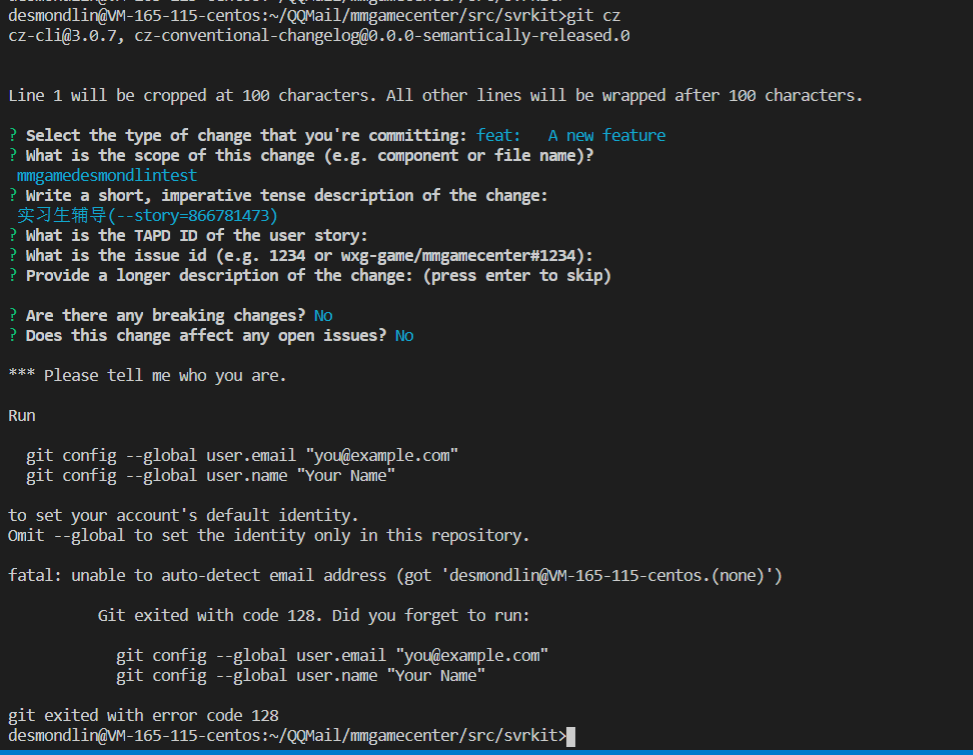 desmondlin@VM-165-115-centos:~/QQMail/mmgamecenter/src/svrkit>git cz
cz-cli@3.0.7, cz-conventional-changelog@0.0.0-semantically-released.0
Line 1 will be cropped at 100 characters. All other lines will be wrapped after 100 characters.
? Select the type of change that you're committing: feat:   A new feature
? What is the scope of this change (e.g. component or file name)?
 mmgamedesmondlintest
? Write a short, imperative tense description of the change:
 实习生辅导(--story=866781473)
? What is the TAPD ID of the user story:
? What is the issue id (e.g. 1234 or wxg-game/mmgamecenter#1234):
? Provide a longer description of the change: (press enter to skip)
? Are there any breaking changes? No
? Does this change affect any open issues? No
*** Please tell me who you are.
Run
  git config --global user.email "you@example.com"
  git config --global user.name "Your Name"
to set your account's default identity.
Omit --global to set the identity only in this repository.
fatal: unable to auto-detect email address (got 'desmondlin@VM-165-115-centos.(none)')
          Git exited with code 128. Did you forget to run:
            git config --global user.email "you@example.com"
            git config --global user.name "Your Name"
git exited with error code 128
desmondlin@VM-165-115-centos:~/QQMail/mmgamecenter/src/svrkit>